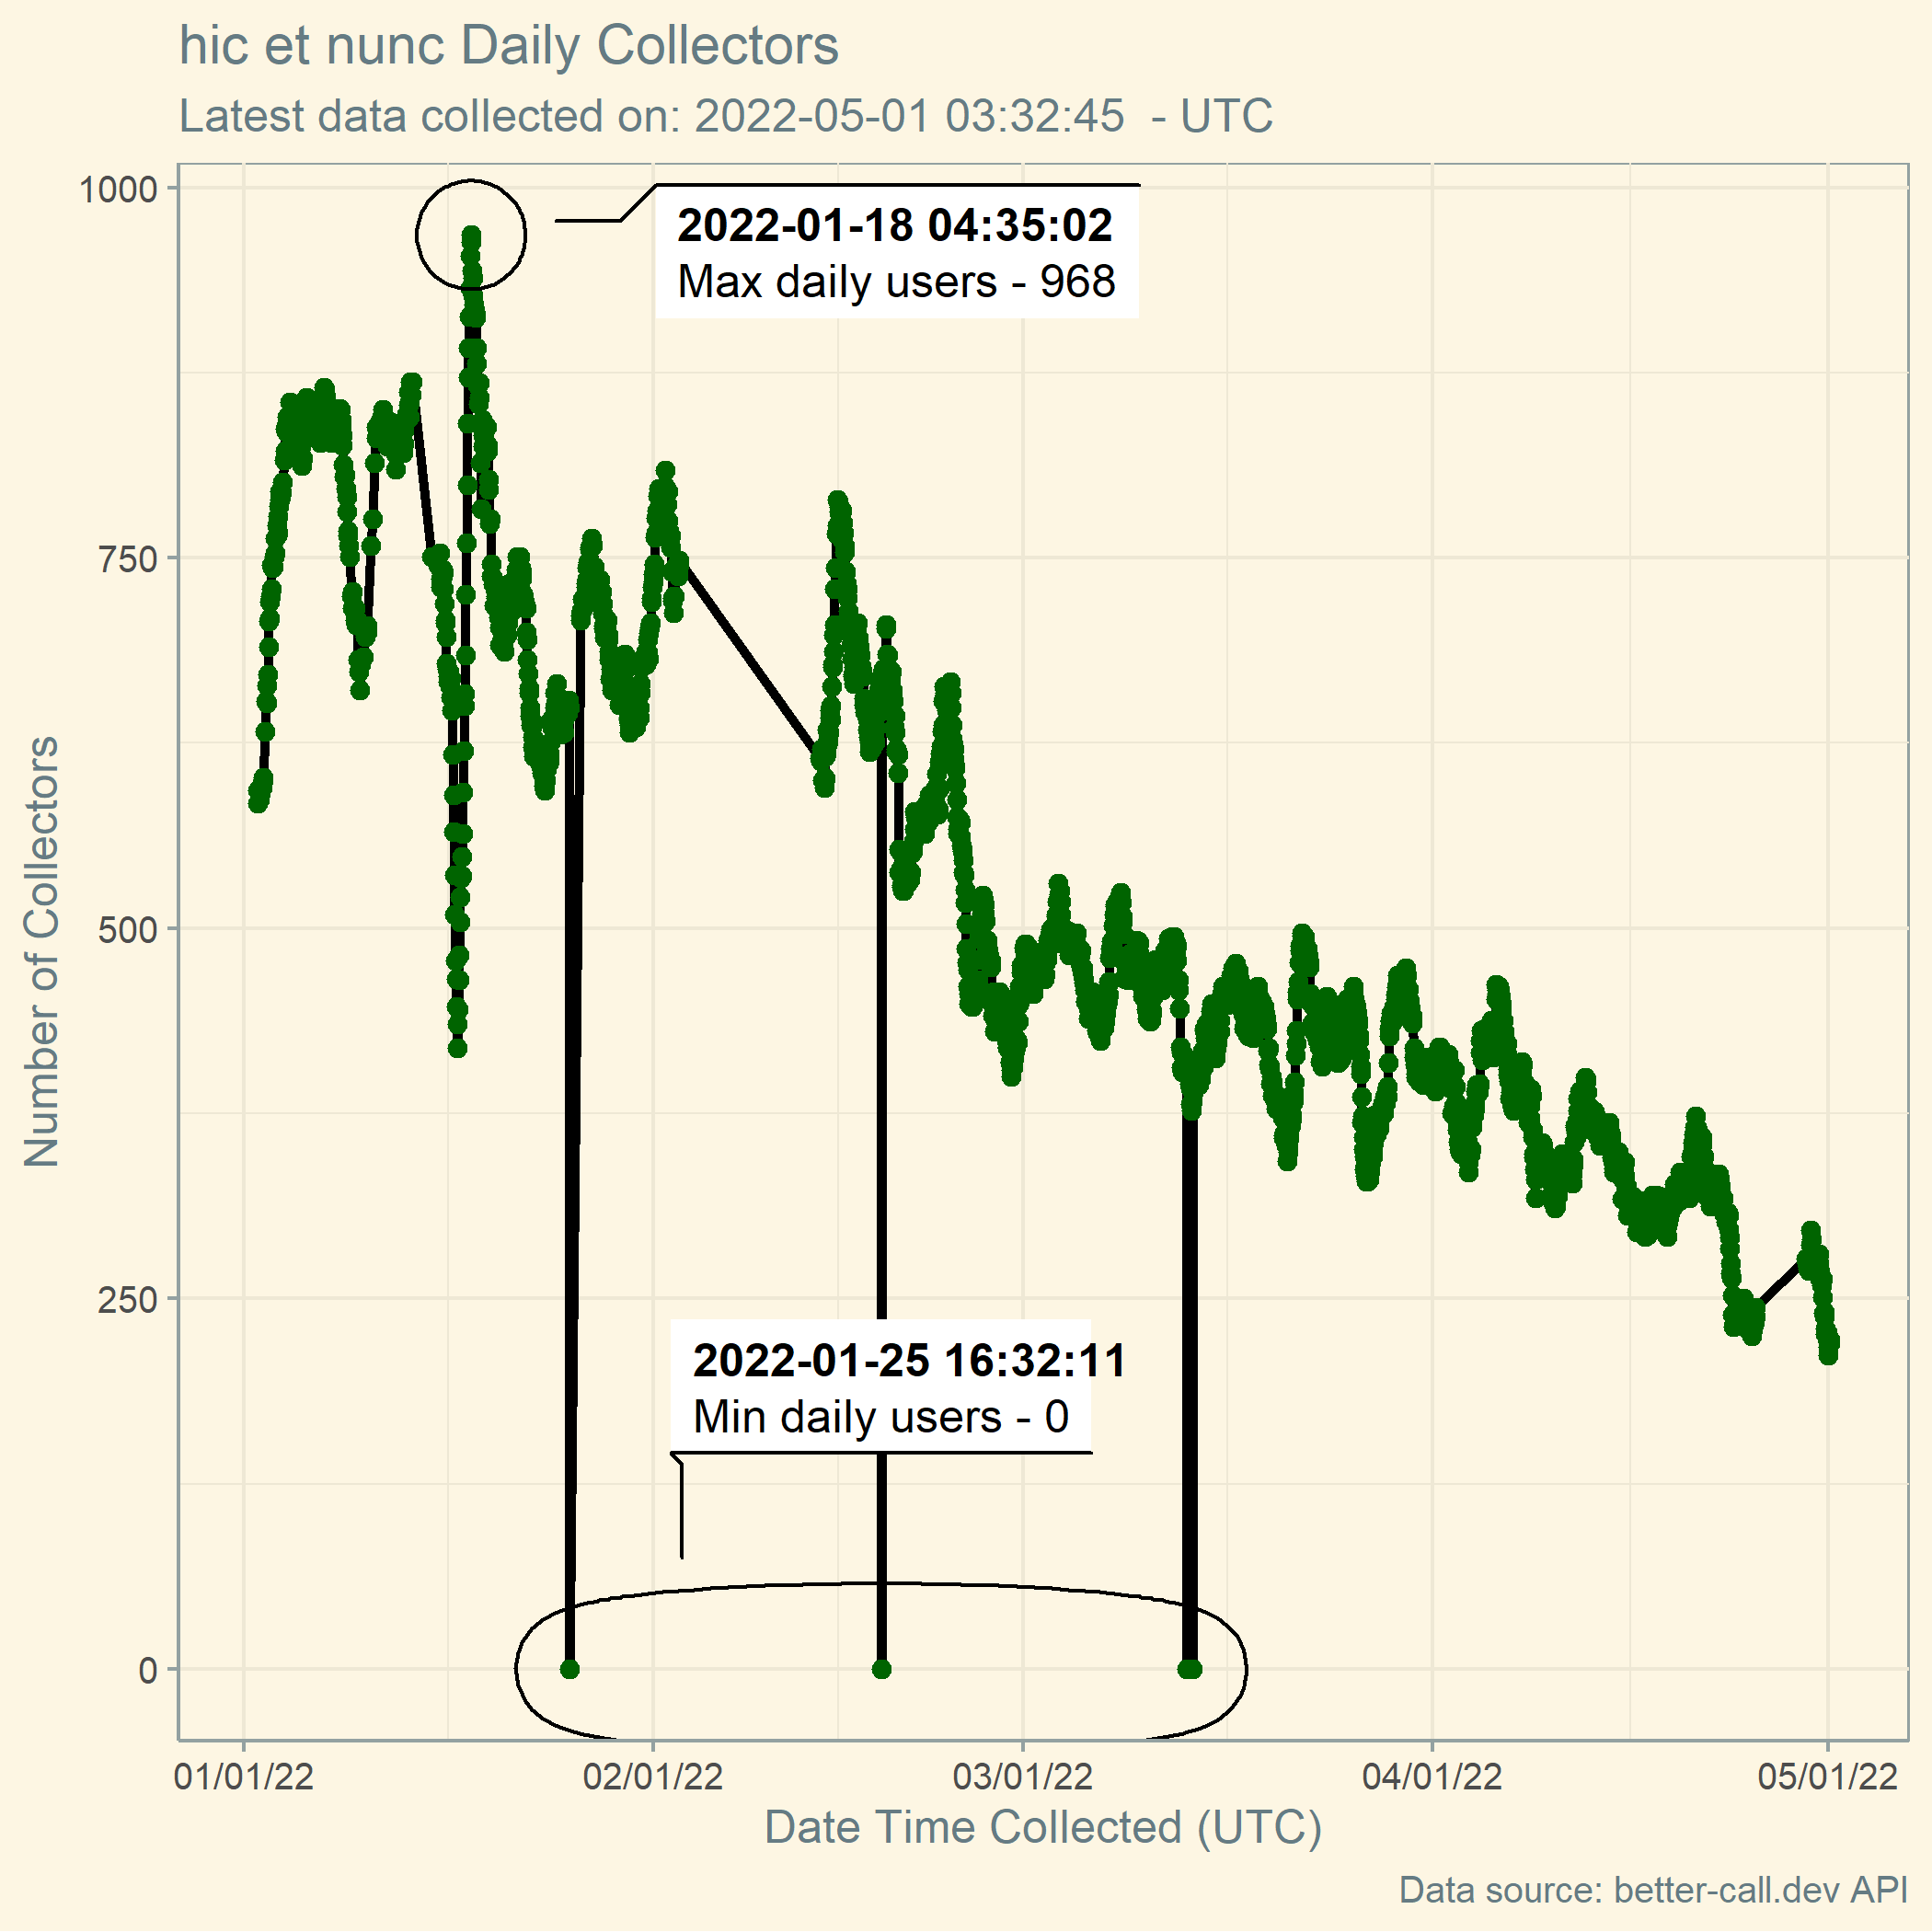 hic et nunc Daily Collectors
Latest data collected on: 2022-05-01 03:32:45  - UTC
1000
2022-01-18 04:35:02
Max daily users - 968
750
Number of Collectors
500
250
2022-01-25 16:32:11
Min daily users - 0
0
01/01/22 02/01/22 03/01/22 04/01/22 05/01/22
Date Time Collected (UTC)
Data source: better-call.dev API